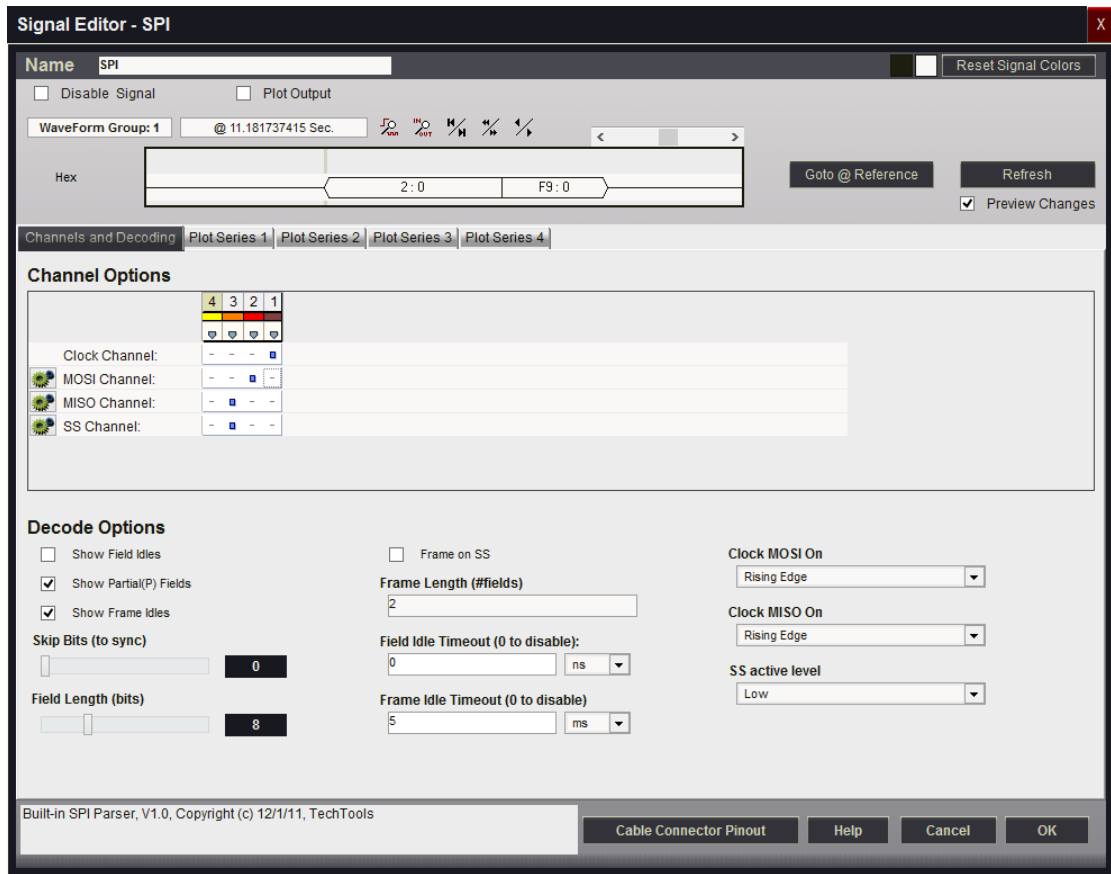 Signal Editor - SPI
X
Name SPI Reset Signal Colors
Disable Signal Plot Output
WaveForm Group: 1 @ 11.181737415 Sec. IN OUT
< >
Hex 2 : 0 F9 : 0 Goto @ Reference Refresh
Preview Changes
Channels and Decoding Plot Series 1 Plot Series 2 Plot Series 3 Plot Series 4
Channel Options
4 3 2 1
Clock Channel: - - -
MOSI Channel: - - -
MISO Channel: - - -
SS Channel: - - -
Decode Options
Show Field Idles Frame on SS Clock MOSI On
Show Partial(P) Fields Frame Length (#fields) Rising Edge
Show Frame Idles 2 Clock MISO On
Skip Bits (to sync) Field Idle Timeout (0 to disable): Rising Edge
0 0 ns SS active level
Field Length (bits) Frame Idle Timeout (0 to disable) Low
8 5 ms
Built-in SPI Parser, V1.0, Copyright (c) 12/1/11, TechTools
Cable Connector Pinout Help Cancel OK